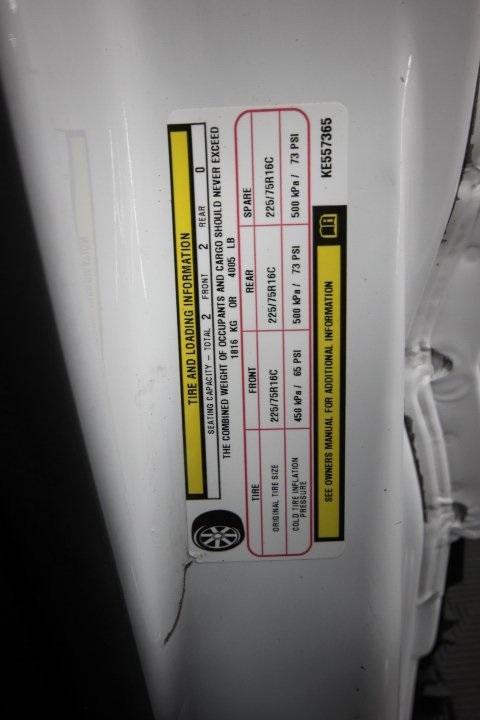 TIRE AND LOADING INFORMATION
SEATING CAPACITY - TOTAL 2 FRONT 2 REAR 0
THE COMBINED WEIGHT OF OCCUPANTS AND CARGO SHOULD NEVER EXCEED
1816 KG OR 4005 LB
TIRE FRONT REAR SPARE
ORIGINAL TIRE SIZE 225/75R16C 225/75R16C 225/75R16C
COLD TIRE INFLATION
PRESSURE 450 kPa / 65 PSI 500 kPa / 73 PSI 500 kPa / 73 PSI
SEE OWNERS MANUAL FOR ADDITIONAL INFORMATION
KE557365